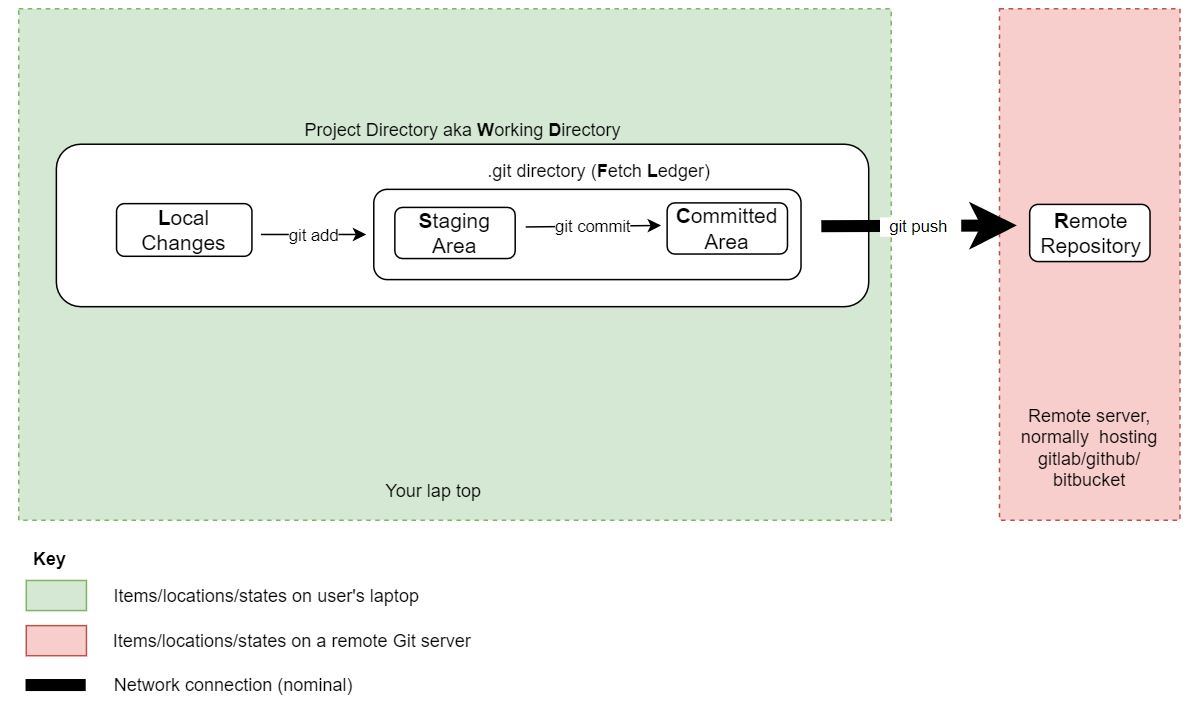 Project Directory aka Working Directory
.git directory (Fetch Ledger)
Local
Changes
git add
Staging
Area
git commit
Committed
Area
git push
Remote
Repository
Remote server,
normally hosting
gitlab/github/
bitbucket
Your lap top
Key
Items/locations/states on user's laptop
Items/locations/states on a remote Git server
Network connection (nominal)